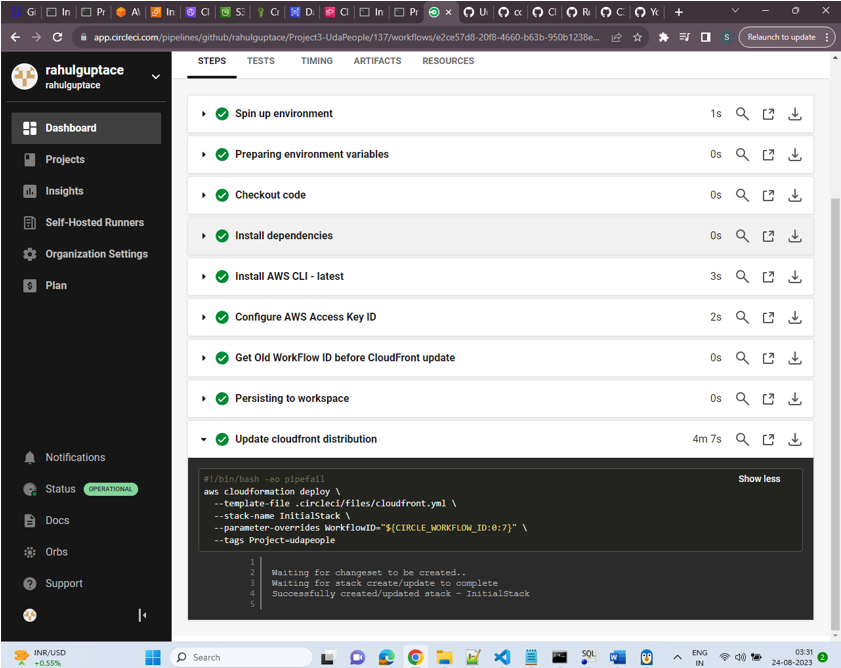 Gi
In
Pr
AV
In
Cl
S3
Cr
Di
Cl
In
Pr
Uc
cc
Cl
Re
C:
Yo
app.circleci.com/pipelines/github/rahulguptace/Project3-UdaPeople/137/workflows/e2ce57d8-20f8-4660-b63b-950b1238e...
S
Relaunch to update
rahulguptace
rahulguptace
Dashboard
Projects
Insights
Self-Hosted Runners
Organization Settings
Plan
Notifications
Status OPERATIONAL
Docs
Orbs
Support
STEPS TESTS TIMING ARTIFACTS RESOURCES
Spin up environment 1s
Preparing environment variables 0s
Checkout code 0s
Install dependencies 0s
Install AWS CLI - latest 3s
Configure AWS Access Key ID 2s
Get Old WorkFlow ID before CloudFront update 0s
Persisting to workspace 0s
Update cloudfront distribution 4m 7s
#!/bin/bash -eo pipefail
Show less
aws cloudformation deploy \
--template-file .circleci/files/cloudfront.yml \
--stack-name InitialStack \
--parameter-overrides WorkflowID="${CIRCLE_WORKFLOW_ID:0:7}" \
--tags Project=udapeople
1
2 Waiting for changeset to be created..
3 Waiting for stack create/update to complete
4 Successfully created/updated stack - InitialStack
5
INR/USD
+0.55%
Search
SQL
ENG
IN
03:31
24-08-2023
2